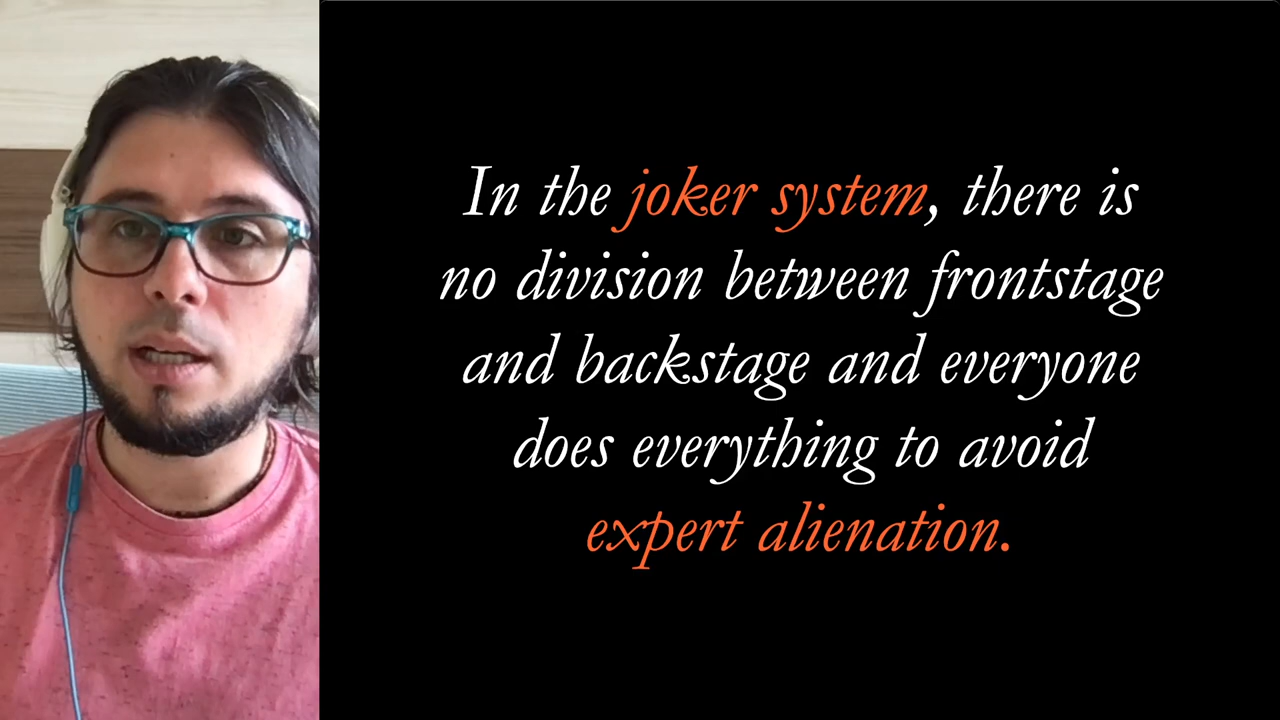 In the joker system, there is
no division between frontstage
and backstage and everyone
does everything to avoid
expert alienation.